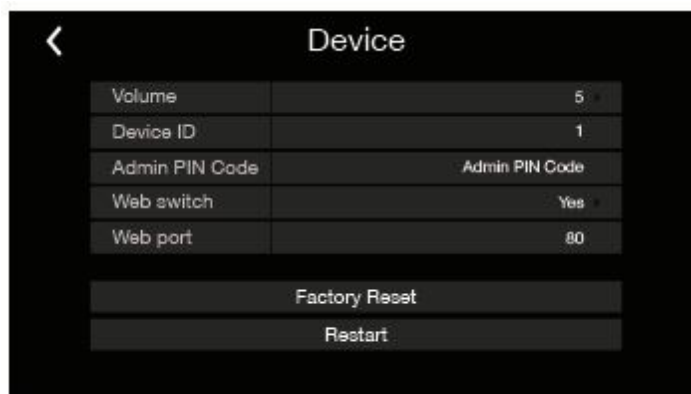 Device
Volume 5
Device ID 1
Admin PIN Code Admin PIN Code
Web switch Yes
Web port 80
Factory Reset
Restart